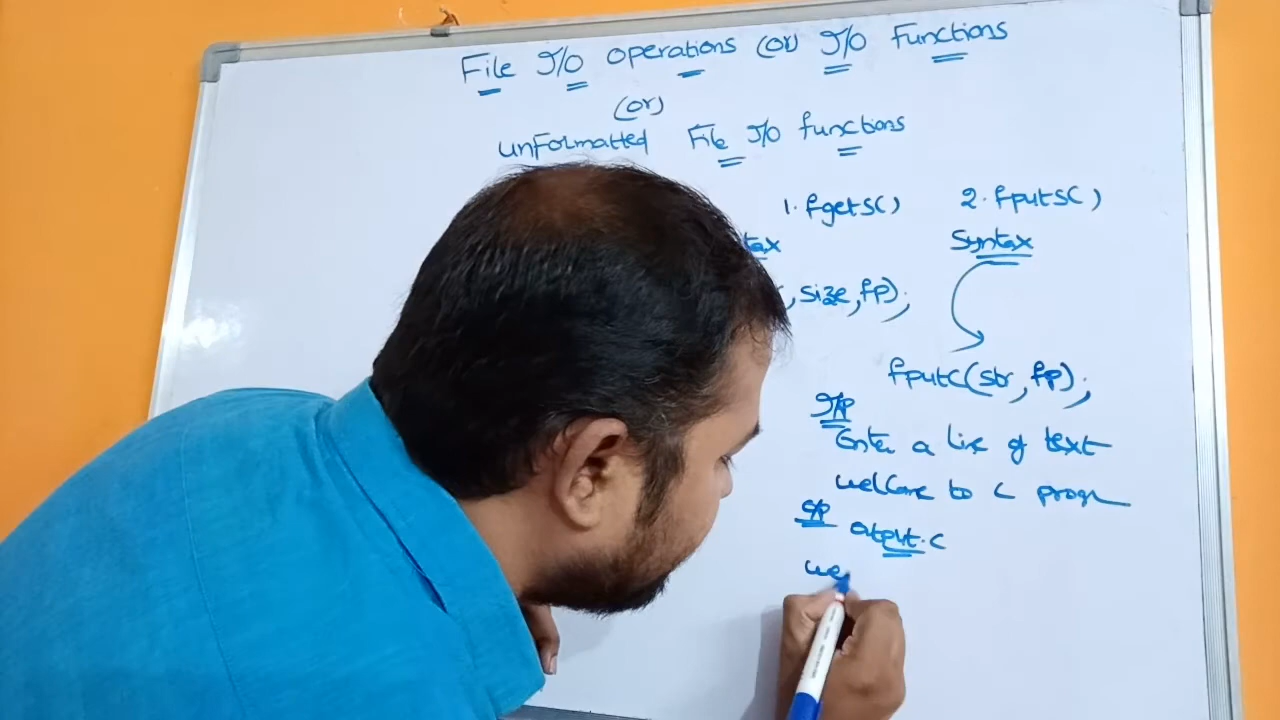 File I/O operations (or) I/O Functions
(or)
unFormatted File I/O functions
1. fgets() 2. fputs()
tax Syntax
,size,fp);
fputc(str,fp);
I/P
Enter a line of text
welcome to C progr
O/P output.c
we